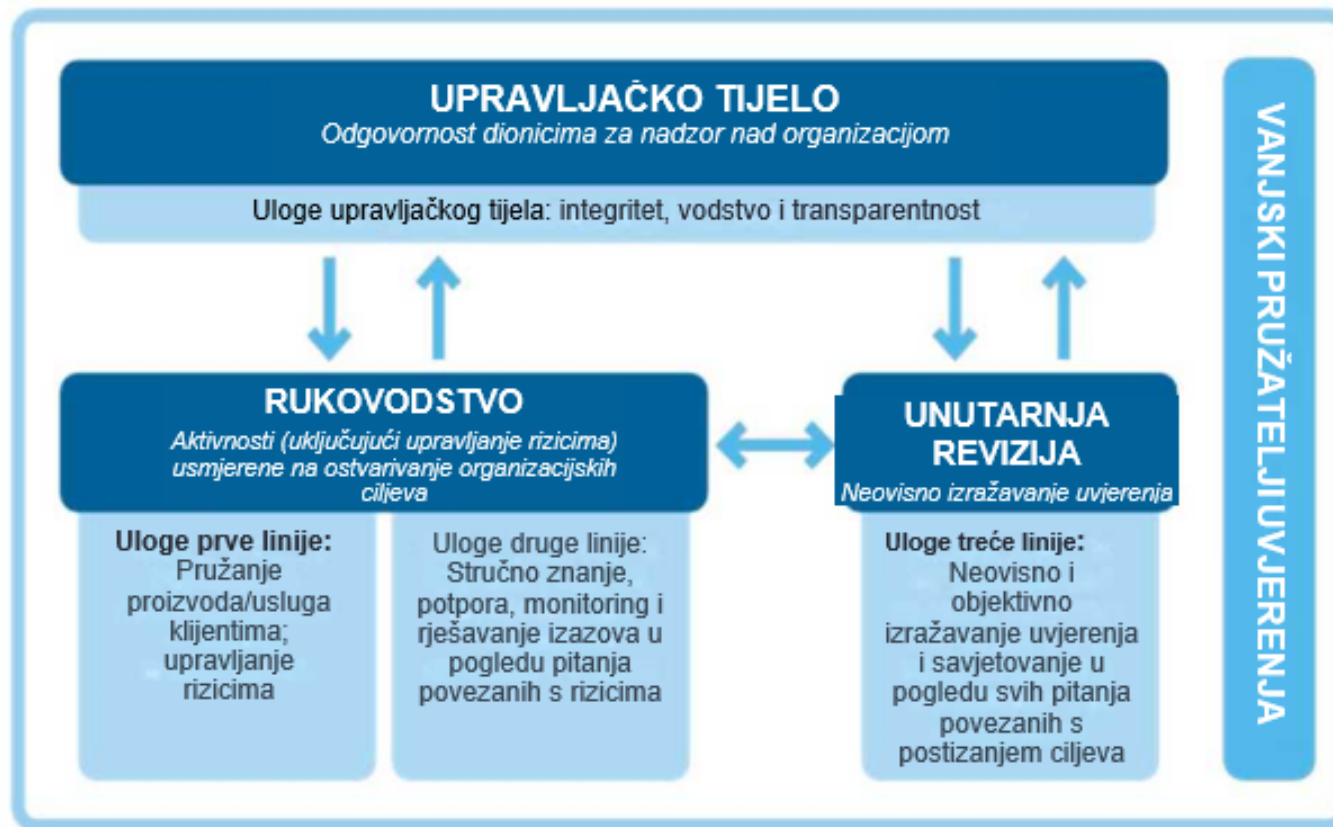 UPRAVLJAČKO TIJELO
Odgovornost dionicima za nadzor nad organizacijom
Uloge upravljačkog tijela: integritet, vodstvo i transparentnost
RUKOVODSTVO
Aktivnosti (uključujući upravljanje rizicima)
usmjerene na ostvarivanje organizacijskih
ciljeva
Uloge prve linije:
Pružanje
proizvoda/usluga
klijentima;
upravljanje
rizicima
Uloge druge linije:
Stručno znanje,
potpora, monitoring i
rješavanje izazova u
pogledu pitanja
povezanih s rizicima
UNUTARNJA
REVIZIJA
Neovisno izražavanje uvjerenja
Uloge treće linije:
Neovisno i
objektivno
izražavanje uvjerenja
i savjetovanje u
pogledu svih pitanja
povezanih s
postizanjem ciljeva
VANJSKI PRUŽATELJI UVJERENJA